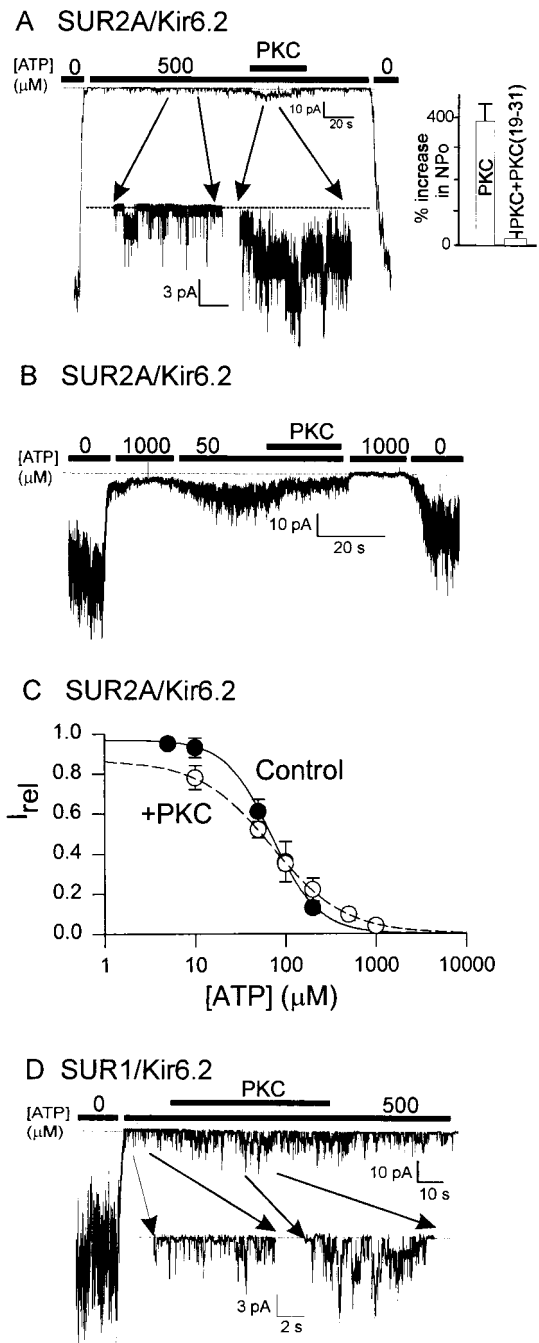 A SUR2A/Kir6.2
PKC
[ATP] 0 500 0
(µM)
10 pA
20 s
3 pA
% increase
in NPo
400
0
PKC
PKC+PKC(19-31)
B SUR2A/Kir6.2
PKC
0 1000 50 1000 0
[ATP]
(µM)
10 pA
20 s
C SUR2A/Kir6.2
1.0
0.8
0.6
0.4
0.2
0.0
Irel
Control
+PKC
1 10 100 1000 10000
[ATP] (µM)
D SUR1/Kir6.2
PKC
[ATP] 0 500
(µM)
10 pA
10 s
3 pA
2 s